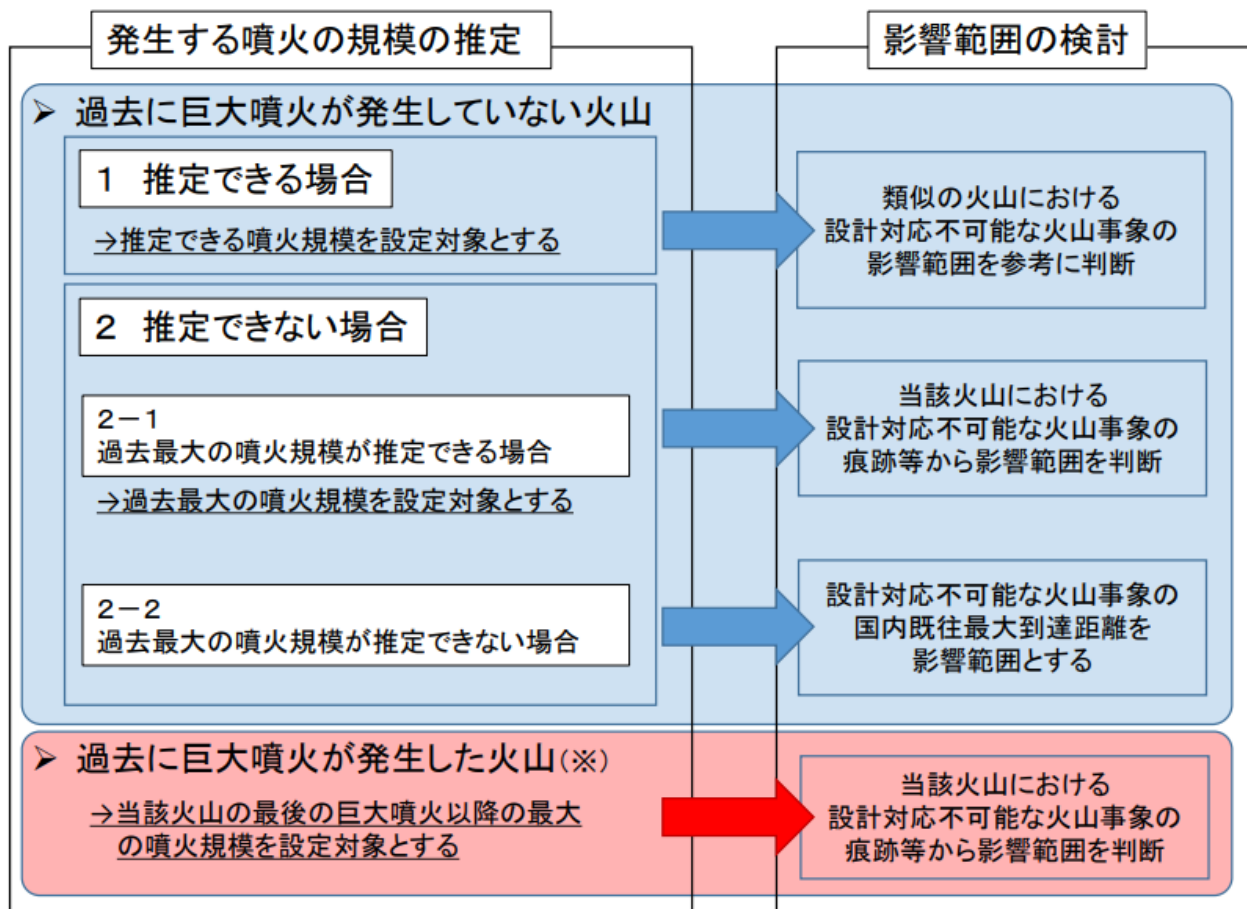 発生する噴火の規模の推定
影響範囲の検討
➢ 過去に巨大噴火が発生していない火山
1 推定できる場合
→推定できる噴火規模を設定対象とする
類似の火山における
設計対応不可能な火山事象の
影響範囲を参考に判断
2 推定できない場合
2-1
過去最大の噴火規模が推定できる場合
→過去最大の噴火規模を設定対象とする
当該火山における
設計対応不可能な火山事象の
痕跡等から影響範囲を判断
2-2
過去最大の噴火規模が推定できない場合
設計対応不可能な火山事象の
国内既往最大到達距離を
影響範囲とする
➢ 過去に巨大噴火が発生した火山(※)
→当該火山の最後の巨大噴火以降の最大
の噴火規模を設定対象とする
当該火山における
設計対応不可能な火山事象の
痕跡等から影響範囲を判断